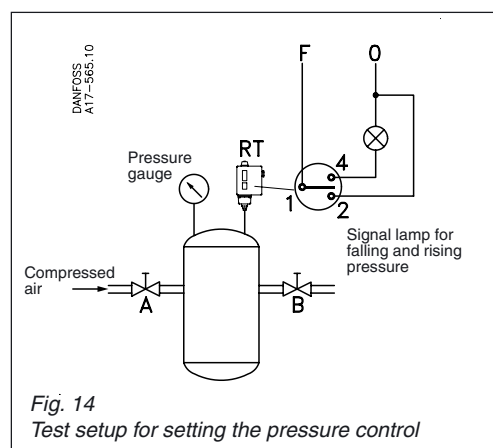 DANFOSS
A17-565.10
F
0
RT
4
1
2
Pressure
gauge
Signal lamp for
falling and rising
pressure
Compressed
air
A
B
Fig. 14
Test setup for setting the pressure control